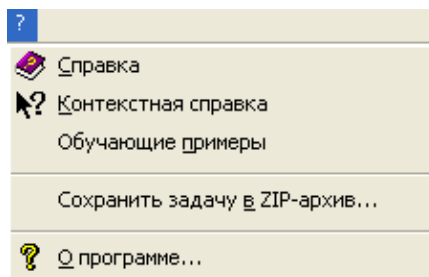 ?
Справка
Контекстная справка
Обучающие примеры
Сохранить задачу в ZIP-архив...
О программе...